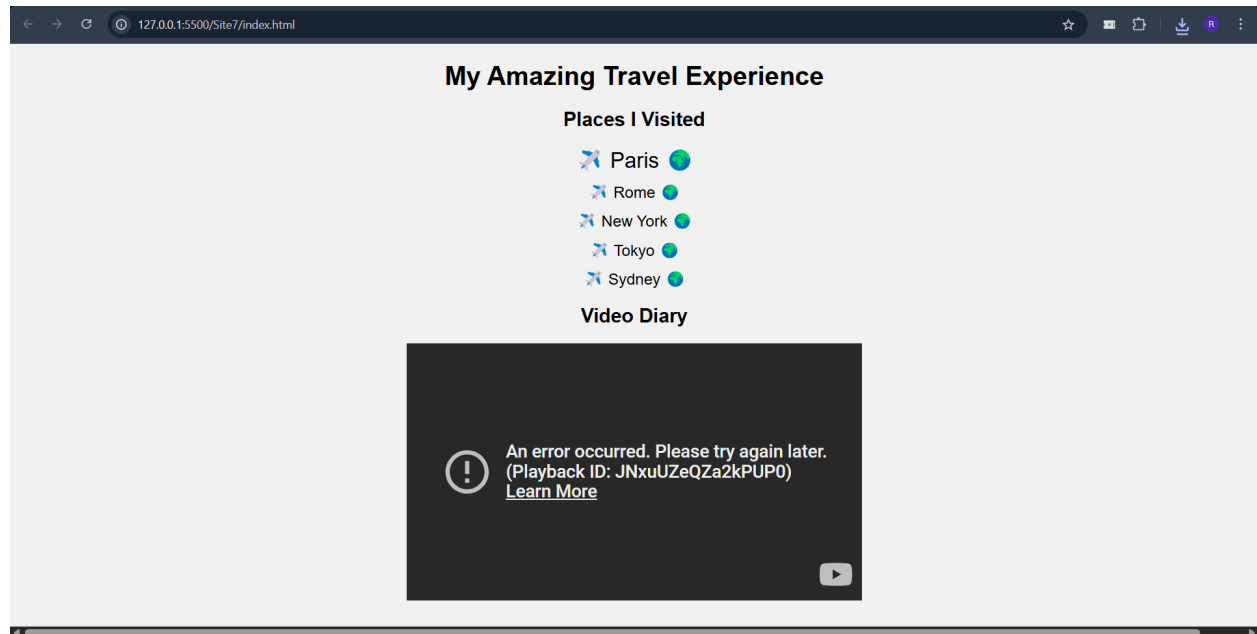 127.0.0.1:5500/Site7/index.html
R
My Amazing Travel Experience
Places I Visited
✈️ Paris 🌍
✈️ Rome 🌍
✈️ New York 🌍
✈️ Tokyo 🌍
✈️ Sydney 🌍
Video Diary
An error occurred. Please try again later.
(Playback ID: JNxuUZeQZa2kPUP0)
Learn More